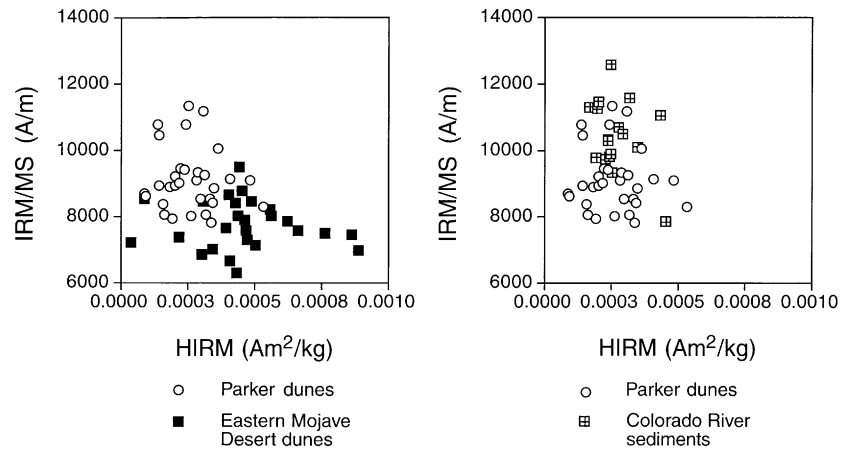 14000
12000
10000
8000
6000
IRM/MS (A/m)
0.0000 0.0003 0.0005 0.0008 0.0010
HIRM (Am²/kg)
Parker dunes
Eastern Mojave
Desert dunes
14000
12000
10000
8000
6000
IRM/MS (A/m)
0.0000 0.0003 0.0005 0.0008 0.0010
HIRM (Am²/kg)
Parker dunes
Colorado River
sediments